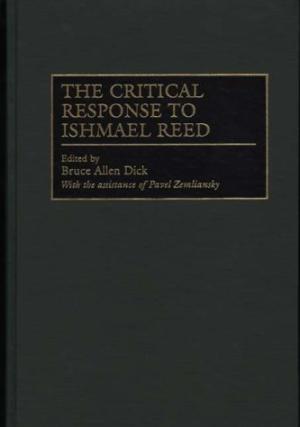 THE CRITICAL
RESPONSE TO
ISHMAEL REED
Edited by
Bruce Allen Dick
With the assistance of Pavel Zemliansky